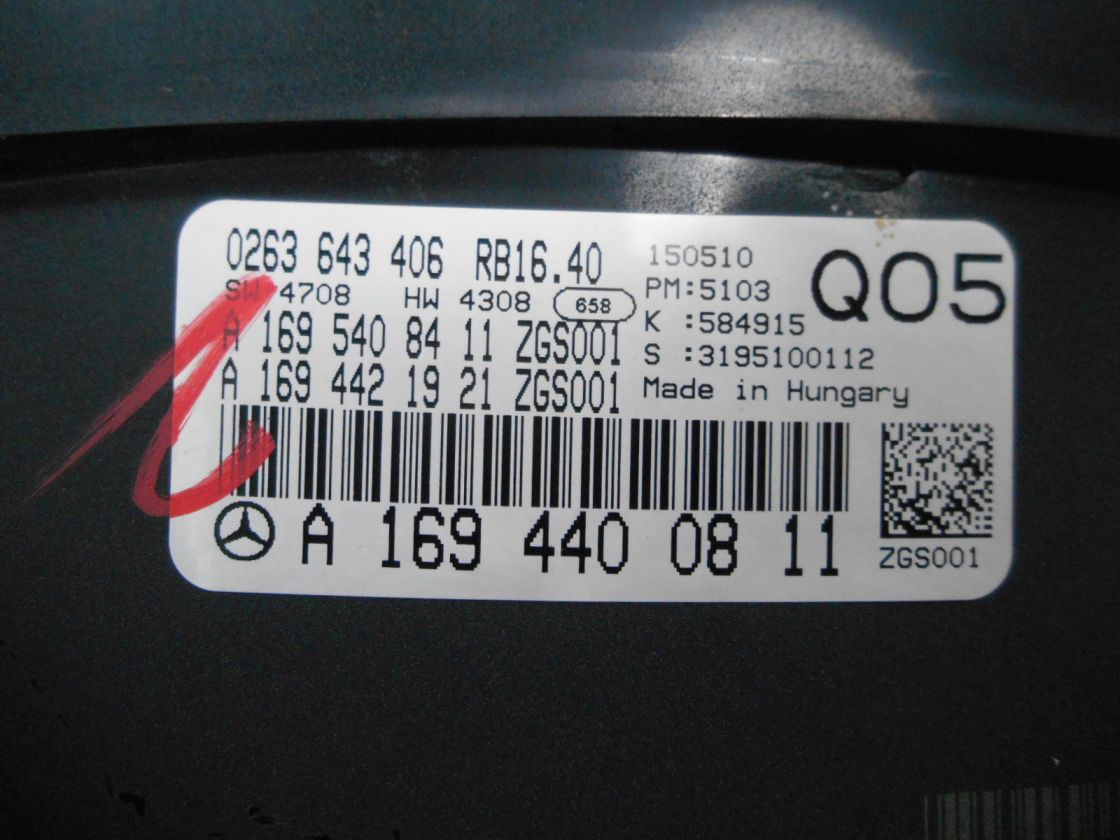 0263 643 406 RB16.40
SW 4708 HW 4308 658
A 169 540 84 11 ZGS001
A 169 442 19 21 ZGS001
150510
PM:5103
K :584915
S :3195100112
Made in Hungary
Q05
A 169 440 08 11
ZGS001